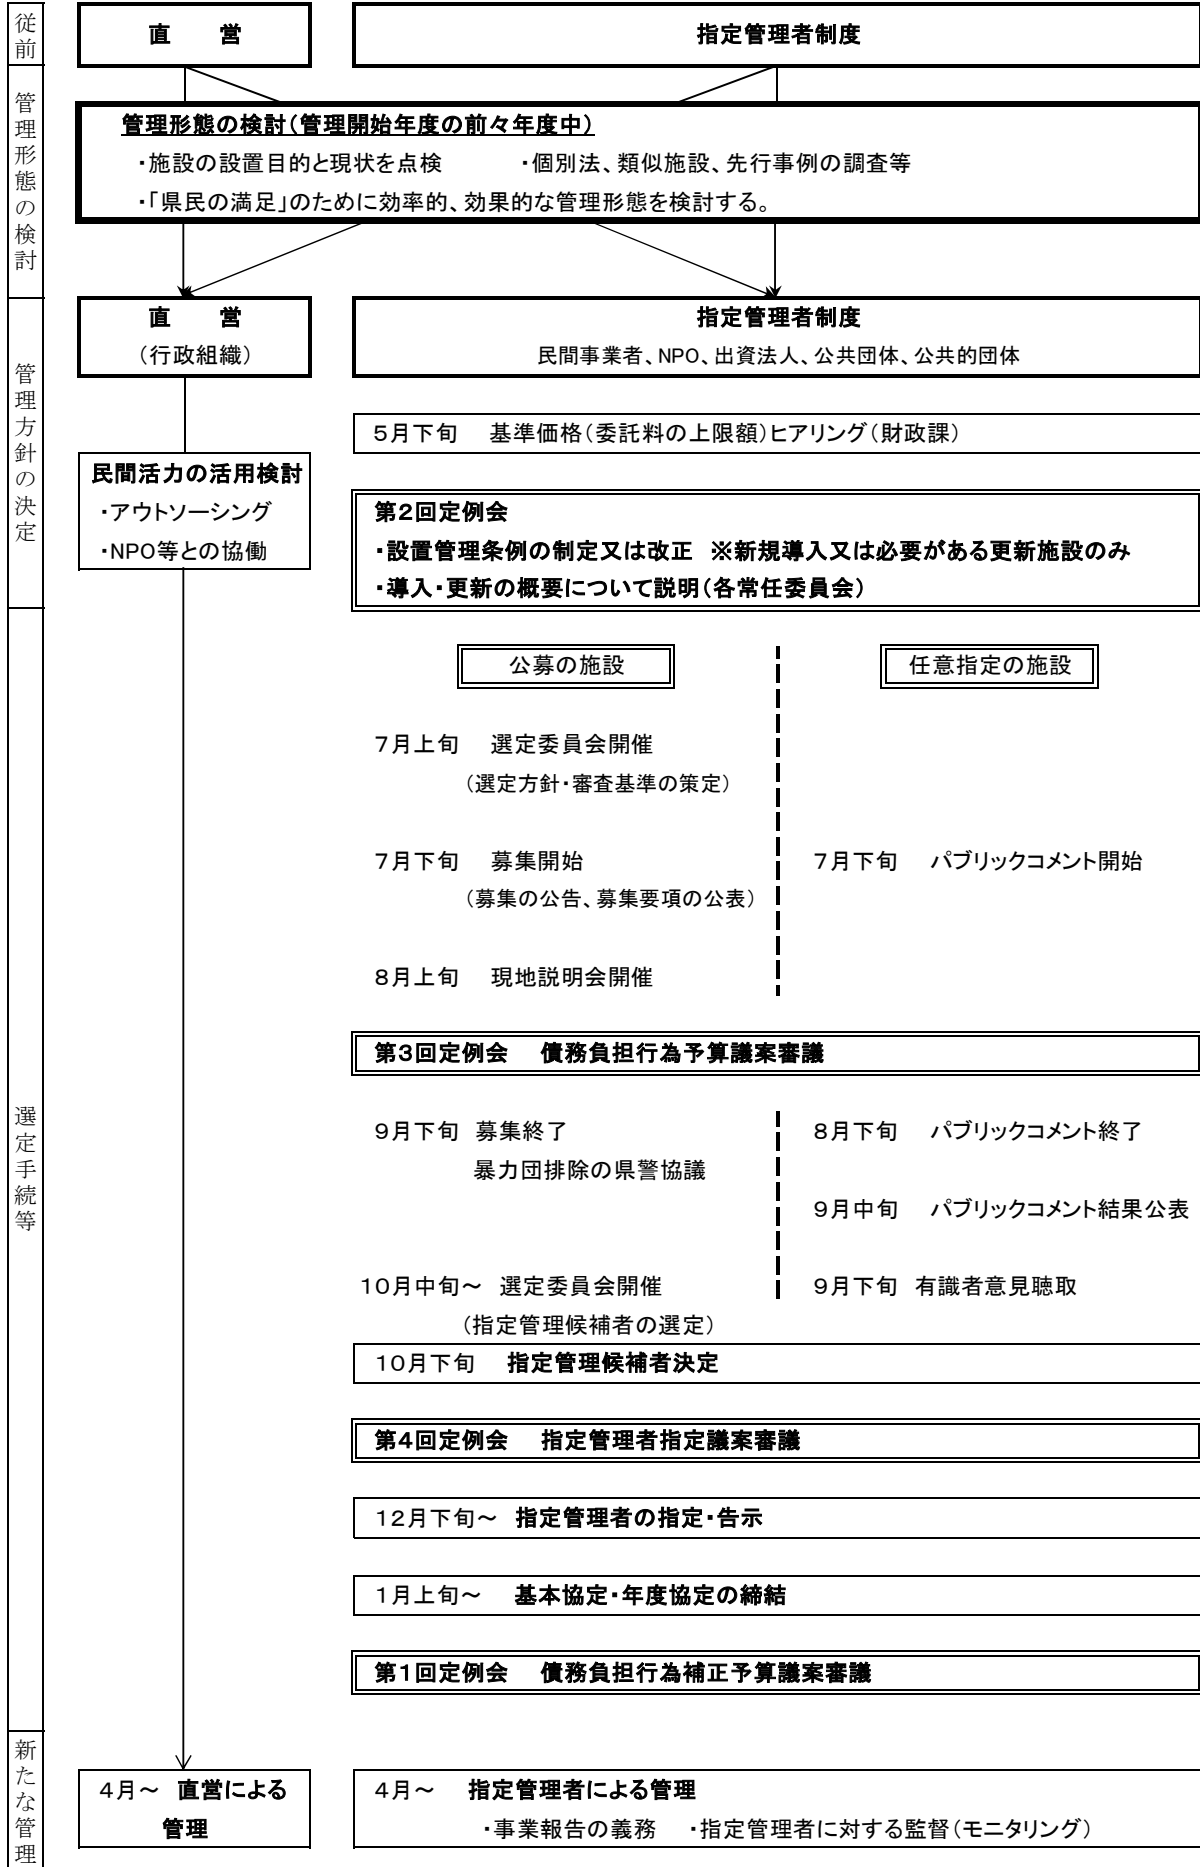 従前
直　営
指定管理者制度
管理形態の検討
管理形態の検討（管理開始年度の前々年度中）
・施設の設置目的と現状を点検　・個別法、類似施設、先行事例の調査等
・「県民の満足」のために効率的、効果的な管理形態を検討する。
管理方針の決定
直　営
（行政組織）
指定管理者制度
民間事業者、NPO、出資法人、公共団体、公共的団体
5月下旬　基準価格（委託料の上限額）ヒアリング（財政課）
民間活力の活用検討
・アウトソーシング
・NPO等との協働
第2回定例会
・設置管理条例の制定又は改正　※新規導入又は必要がある更新施設のみ
・導入・更新の概要について説明（各常任委員会）
選定手続等
公募の施設
任意指定の施設
7月上旬　選定委員会開催
（選定方針・審査基準の策定）
7月下旬　募集開始
（募集の公告、募集要項の公表）
7月下旬　パブリックコメント開始
8月上旬　現地説明会開催
第3回定例会　債務負担行為予算議案審議
9月下旬　募集終了
暴力団排除の県警協議
8月下旬　パブリックコメント終了
9月中旬　パブリックコメント結果公表
10月中旬～　選定委員会開催
（指定管理候補者の選定）
9月下旬　有識者意見聴取
10月下旬　指定管理候補者決定
第4回定例会　指定管理者指定議案審議
12月下旬～　指定管理者の指定・告示
1月上旬～　基本協定・年度協定の締結
第1回定例会　債務負担行為補正予算議案審議
新たな管理
4月～　直営による
管理
4月～　指定管理者による管理
・事業報告の義務　・指定管理者に対する監督（モニタリング）